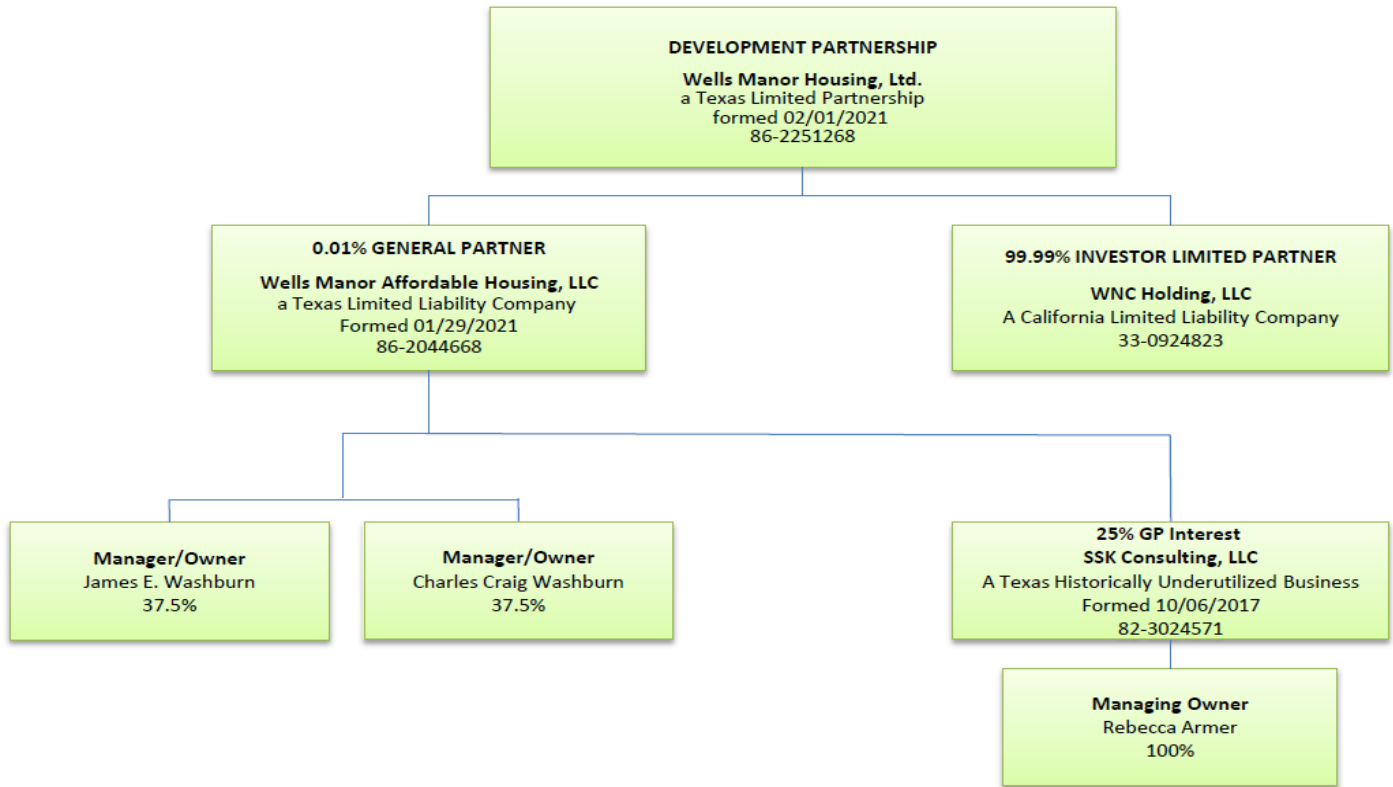 DEVELOPMENT PARTNERSHIP
Wells Manor Housing, Ltd.
a Texas Limited Partnership
formed 02/01/2021
86-2251268
0.01% GENERAL PARTNER
Wells Manor Affordable Housing, LLC
a Texas Limited Liability Company
Formed 01/29/2021
86-2044668
99.99% INVESTOR LIMITED PARTNER
WNC Holding, LLC
A California Limited Liability Company
33-0924823
Manager/Owner
James E. Washburn
37.5%
Manager/Owner
Charles Craig Washburn
37.5%
25% GP Interest
SSK Consulting, LLC
A Texas Historically Underutilized Business
Formed 10/06/2017
82-3024571
Managing Owner
Rebecca Armer
100%